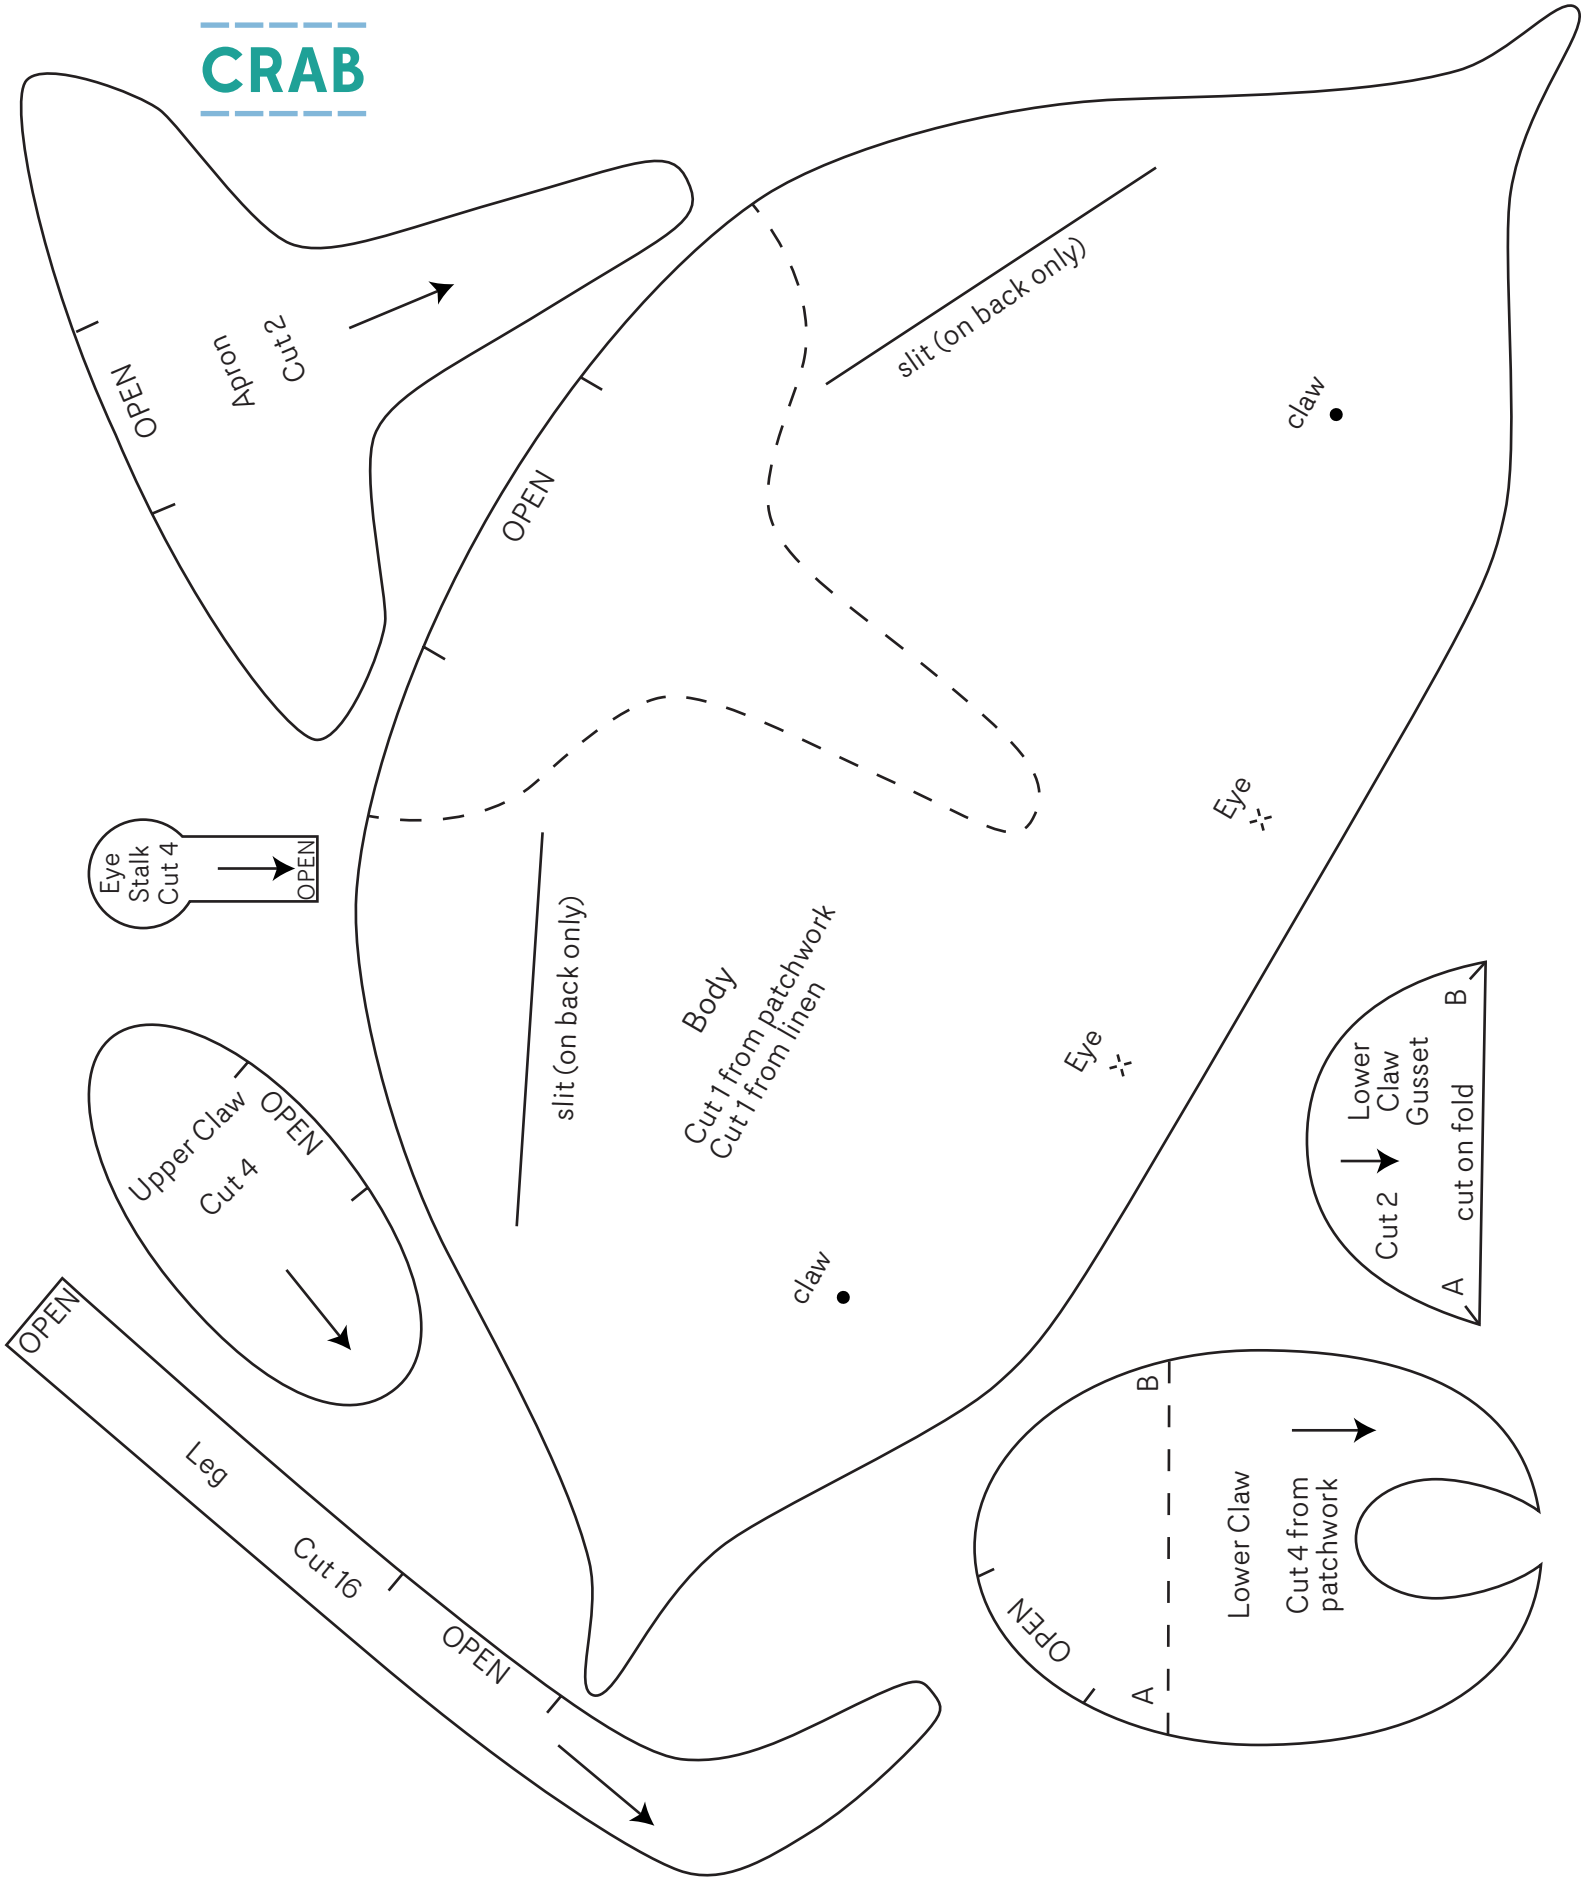 CRAB
OPEN
Apron
Cut 2
OPEN
slit (on back only)
claw
Eye
Stalk
Cut 4
OPEN
Eye
Eye
slit (on back only)
Body
Cut 1 from patchwork
Cut 1 from linen
claw
Upper Claw
Cut 4
OPEN
B
Lower
Claw
Gusset
Cut 2
cut on fold
A
OPEN
Leg
Cut 16
OPEN
B
Lower Claw
Cut 4 from
patchwork
OPEN
A